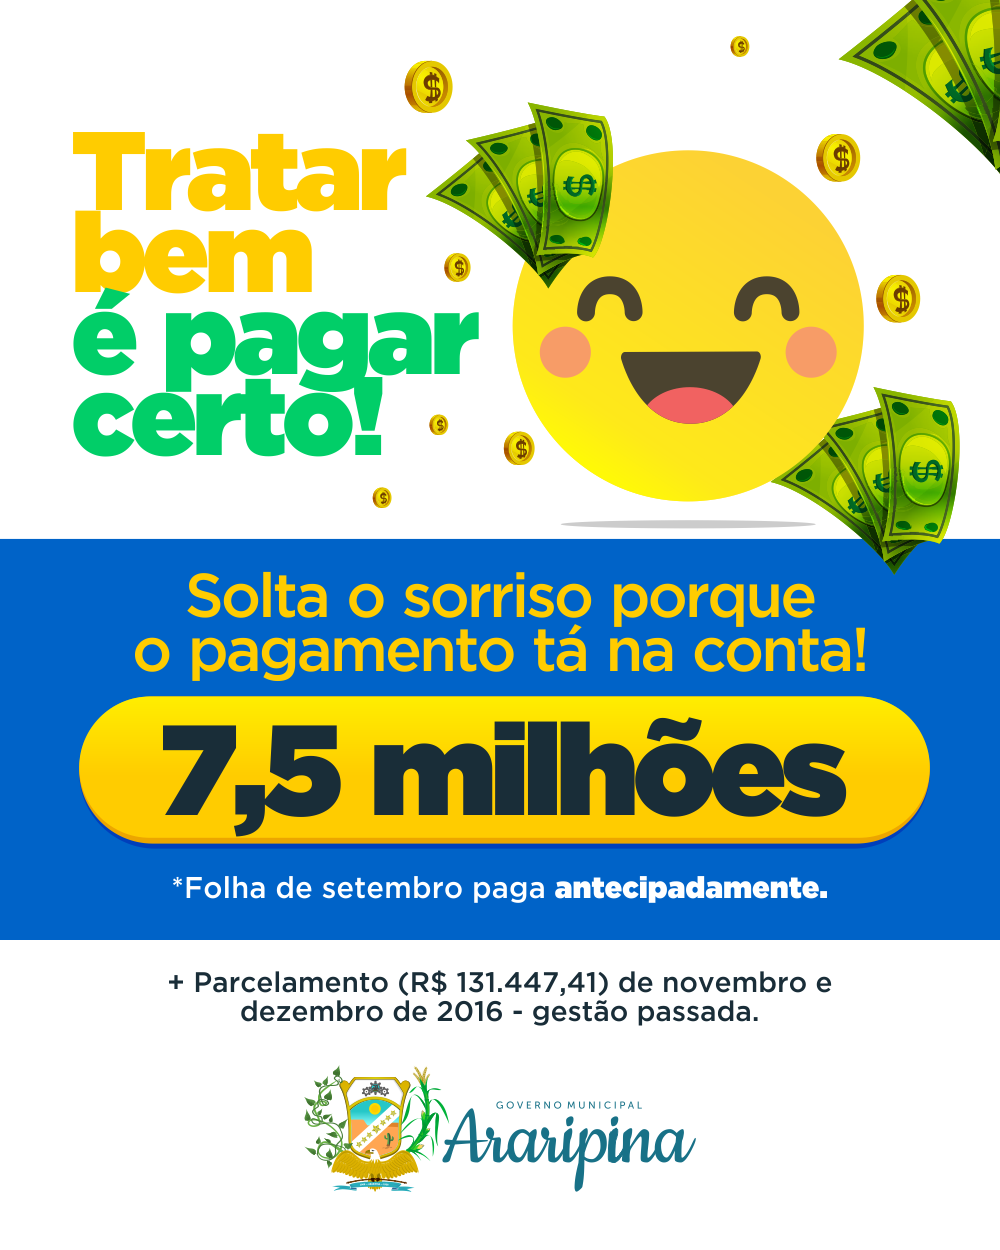 Tratar
bem
é pagar
certo!
Solta o sorriso porque
o pagamento tá na conta!
7,5 milhões
*Folha de setembro paga antecipadamente.
+ Parcelamento (R$ 131.447,41) de novembro e
dezembro de 2016 - gestão passada.
GOVERNO MUNICIPAL
Araripina